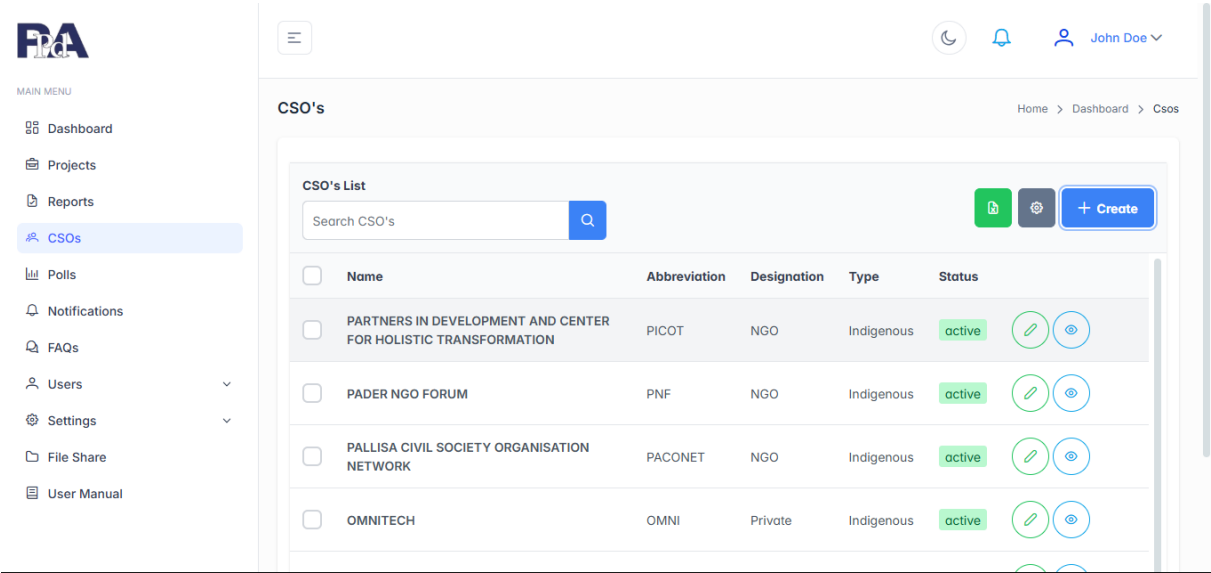 PPdA
John Doe
MAIN MENU
CSO's
Home > Dashboard > Csos
Dashboard
Projects
Reports
CSOs
Polls
Notifications
FAQs
Users
Settings
File Share
User Manual
CSO's List
Search CSO's
+ Create
Name Abbreviation Designation Type Status
PARTNERS IN DEVELOPMENT AND CENTER
FOR HOLISTIC TRANSFORMATION
PICOT NGO Indigenous active
PADER NGO FORUM PNF NGO Indigenous active
PALLISA CIVIL SOCIETY ORGANISATION
NETWORK
PACONET NGO Indigenous active
OMNITECH OMNI Private Indigenous active